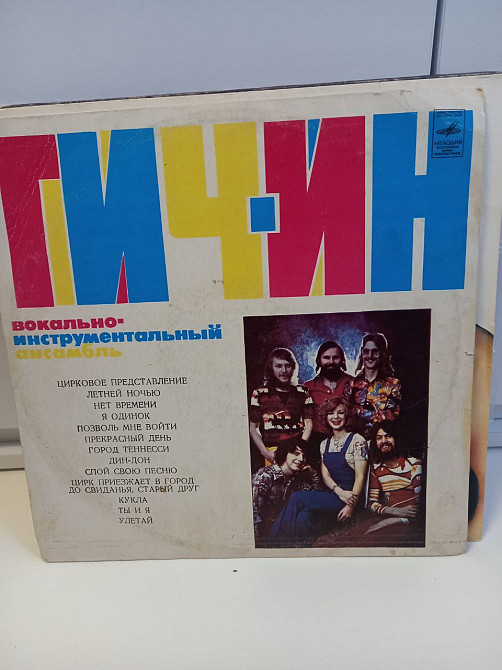 ТИЧ-ИН
МЕЛОДИЯ
вокально-
инструментальный
ансамбль
ЦИРКОВОЕ ПРЕДСТАВЛЕНИЕ
ЛЕТНЕЙ НОЧЬЮ
НЕТ ВРЕМЕНИ
Я ОДИНОК
ПОЗВОЛЬ МНЕ ВОЙТИ
ПРЕКРАСНЫЙ ДЕНЬ
ГОРОД ТЕННЕССИ
ДИН-ДОН
СПОЙ СВОЮ ПЕСНЮ
ЦИРК ПРИЕЗЖАЕТ В ГОРОД
ДО СВИДАНЬЯ, СТАРЫЙ ДРУГ
КУКЛА
ТЫ И Я
УЛЕТАЙ